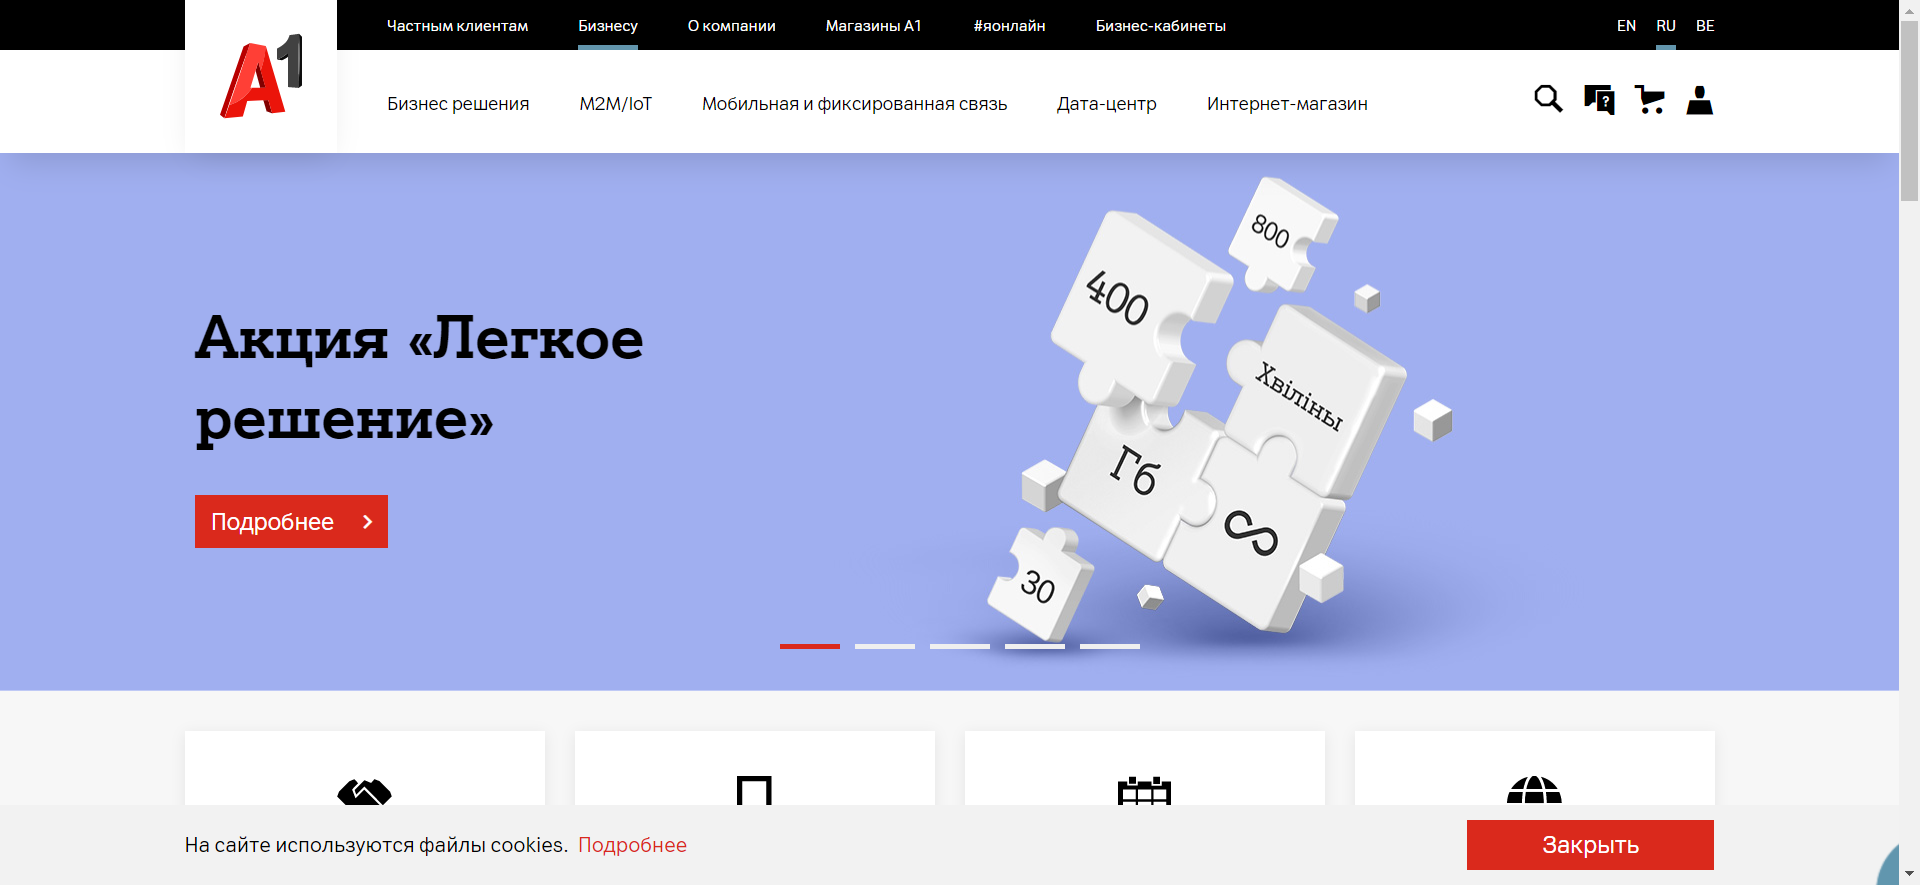 Частным клиентам
Бизнесу
О компании
Магазины А1
#яонлайн
Бизнес-кабинеты
EN
RU
BE
A1
Бизнес решения
M2M/IoT
Мобильная и фиксированная связь
Дата-центр
Интернет-магазин
?
Акция «Легкое
решение»
Подробнее
800
400
Хвіліны
Гб
∞
30
На сайте используются файлы cookies. Подробнее
Закрыть